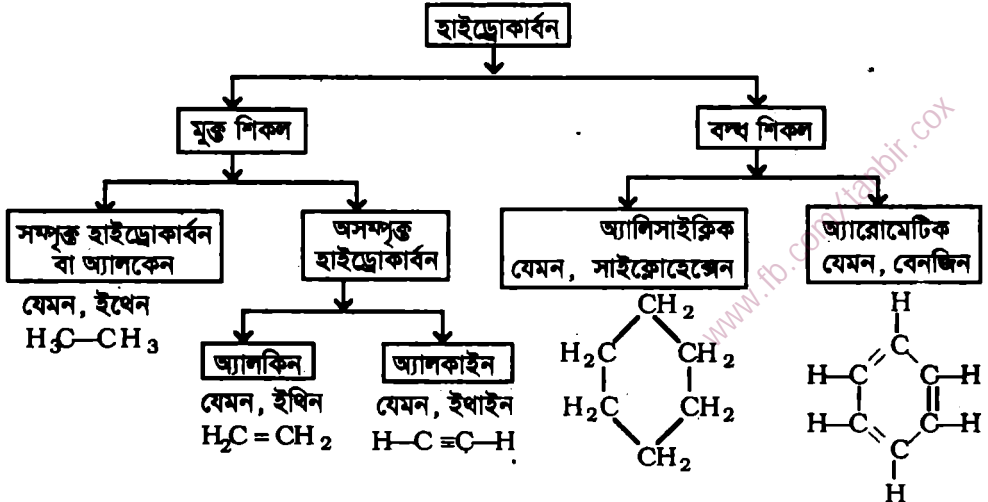 হাইড্রোকার্বন
মুক্ত শিকল
বদ্ধ শিকল
সম্পৃক্ত হাইড্রোকার্বন
বা অ্যালকেন
যেমন, ইথেন
H₃C—CH₃
অসম্পৃক্ত
হাইড্রোকার্বন
অ্যালকিন
যেমন, ইথিন
H₂C=CH₂
অ্যালকাইন
যেমন, ইথাইন
H—C≡C—H
অ্যালিসাইক্লিক
যেমন, সাইক্লোহেক্সেন
CH₂
H₂C CH₂
H₂C CH₂
CH₂
অ্যারোমেটিক
যেমন, বেনজিন
H
C
H—C C—H
H—C C—H
C
H
www.fb.com/tanbir.cox